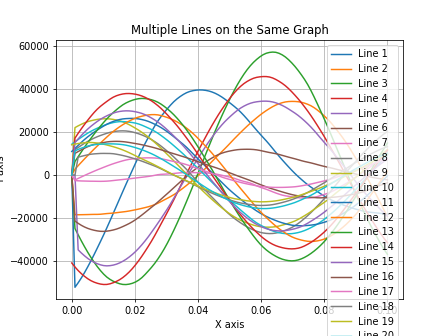 Multiple Lines on the Same Graph
60000
40000
20000
0
−20000
−40000
0.00
0.02
0.04
0.06
X axis
Line 1
Line 2
Line 3
Line 4
Line 5
Line 6
Line 7
Line 8
Line 9
Line 10
Line 11
Line 12
Line 13
Line 14
Line 15
Line 16
Line 17
Line 18
Line 19
Line 20